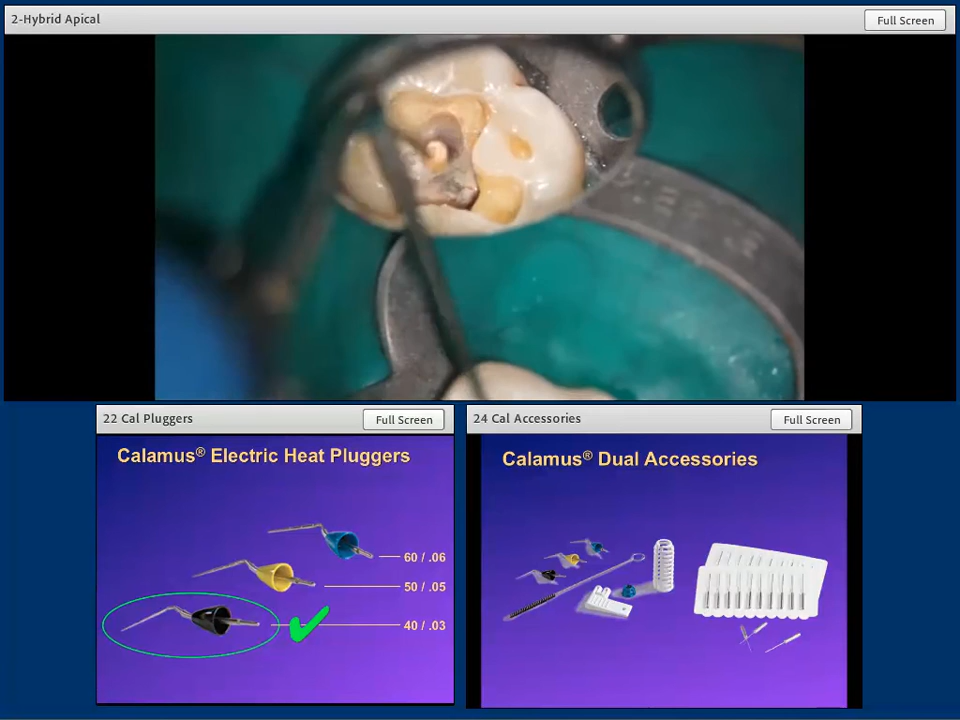 2-Hybrid Apical
Full Screen
22 Cal Pluggers
Full Screen
Calamus® Electric Heat Pluggers
60 / .06
50 / .05
40 / .03
24 Cal Accessories
Full Screen
Calamus® Dual Accessories